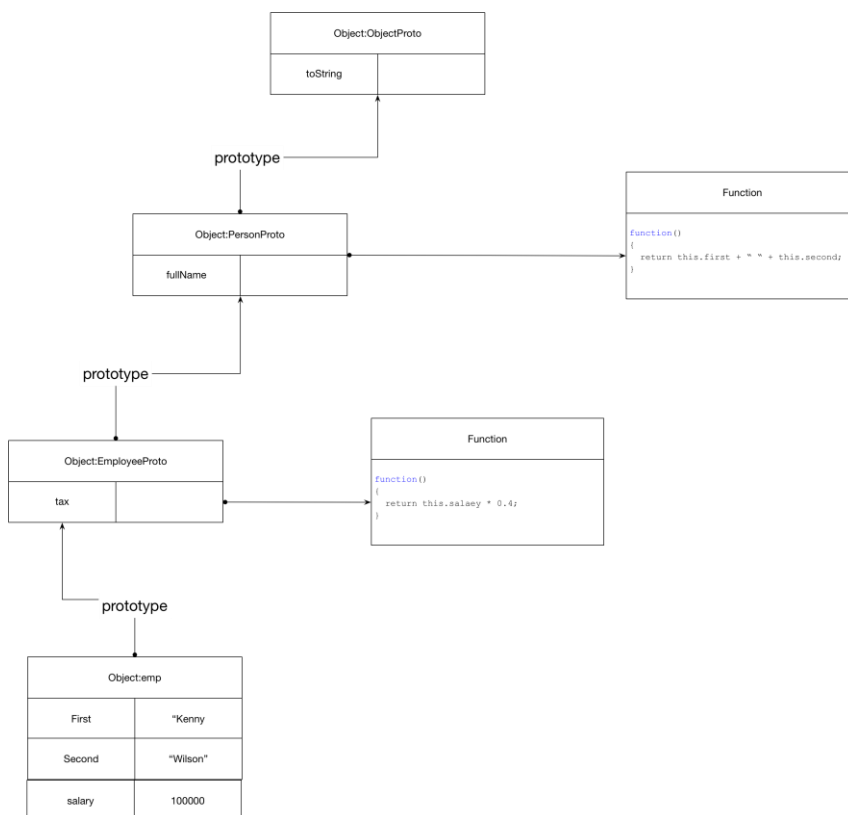 Object:ObjectProto
toString
prototype
Object:PersonProto
fullName
Function
function()
{
return this.first + “ “ + this.second;
}
prototype
Object:EmployeeProto
tax
Function
function()
{
return this.salaey * 0.4;
}
prototype
Object:emp
First “Kenny
Second “Wilson”
salary 100000